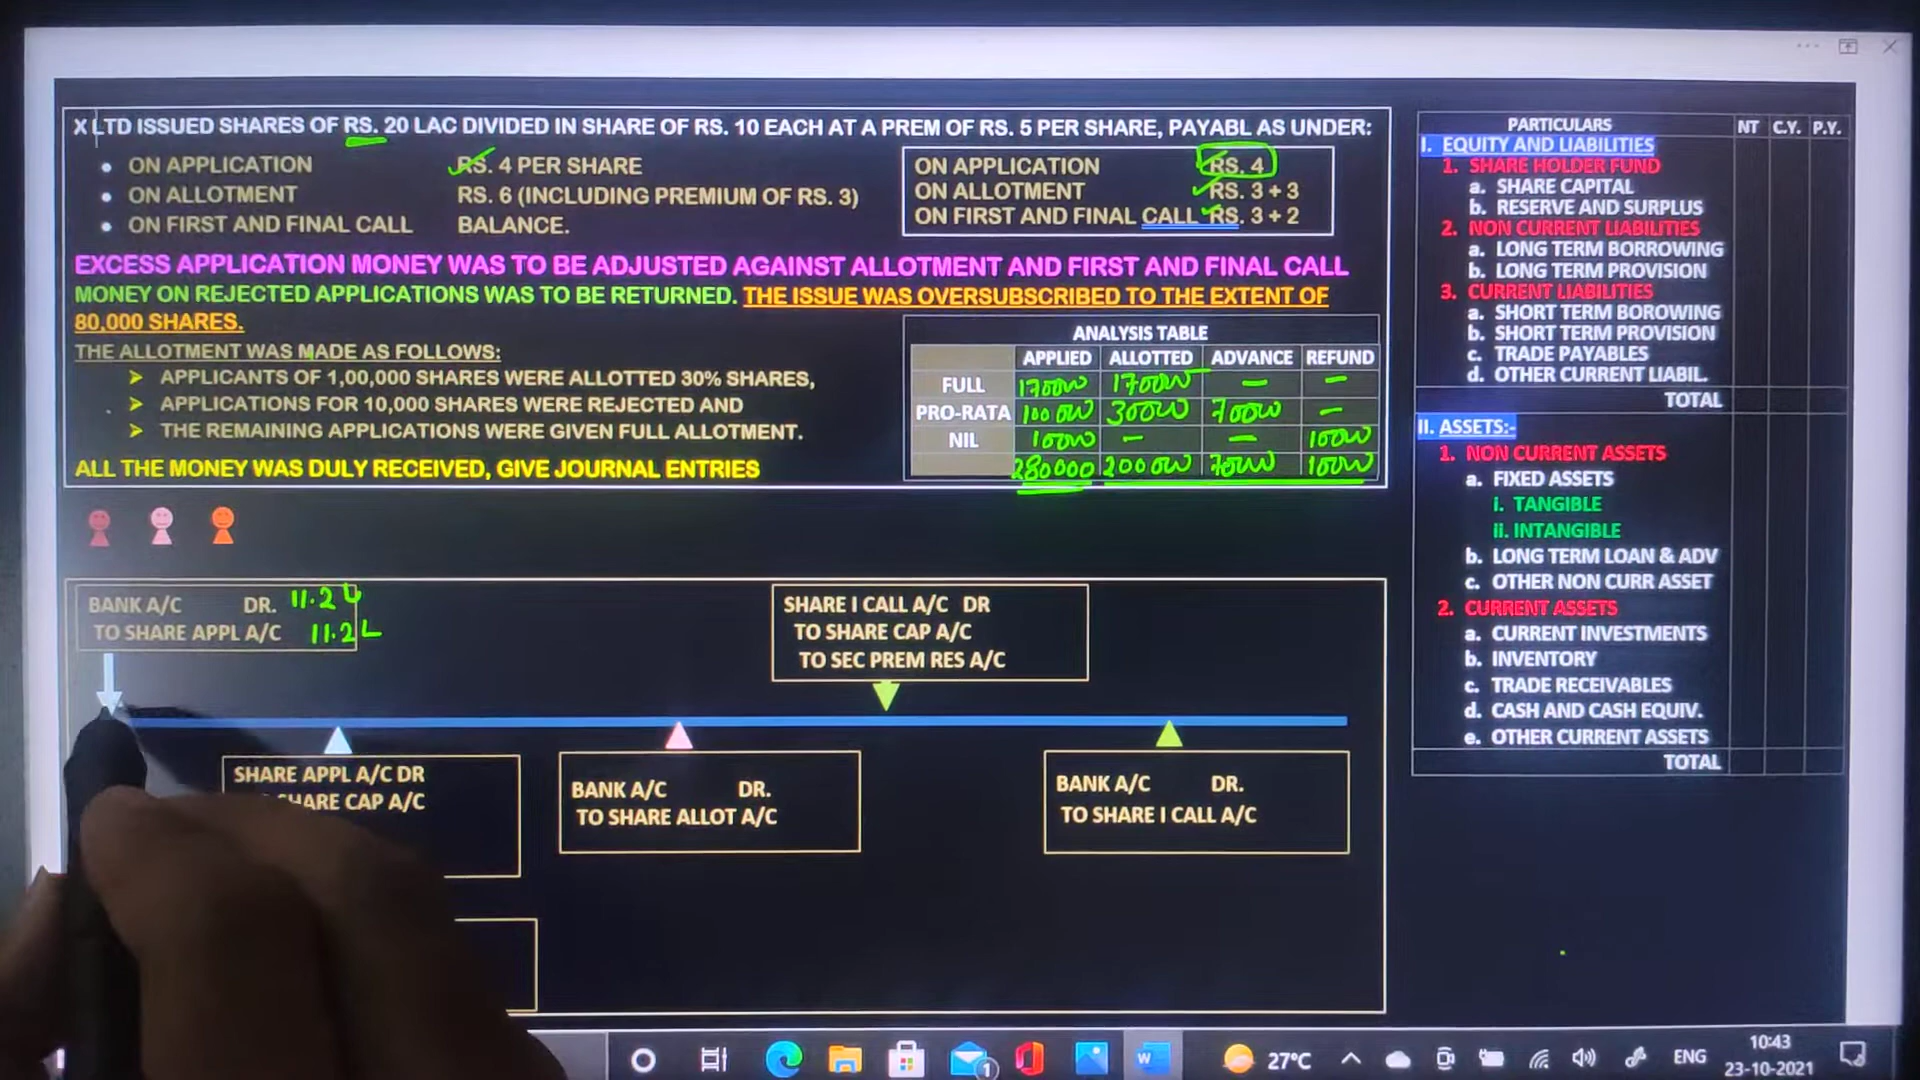 X LTD ISSUED SHARES OF RS. 20 LAC DIVIDED IN SHARE OF RS. 10 EACH AT A PREM OF RS. 5 PER SHARE, PAYABL AS UNDER:
• ON APPLICATION RS. 4 PER SHARE
• ON ALLOTMENT RS. 6 (INCLUDING PREMIUM OF RS. 3)
• ON FIRST AND FINAL CALL BALANCE.
ON APPLICATION RS. 4
ON ALLOTMENT RS. 3 + 3
ON FIRST AND FINAL CALL RS. 3 + 2
EXCESS APPLICATION MONEY WAS TO BE ADJUSTED AGAINST ALLOTMENT AND FIRST AND FINAL CALL
MONEY ON REJECTED APPLICATIONS WAS TO BE RETURNED. THE ISSUE WAS OVERSUBSCRIBED TO THE EXTENT OF
80,000 SHARES.
THE ALLOTMENT WAS MADE AS FOLLOWS:
➤ APPLICANTS OF 1,00,000 SHARES WERE ALLOTTED 30% SHARES,
➤ APPLICATIONS FOR 10,000 SHARES WERE REJECTED AND
➤ THE REMAINING APPLICATIONS WERE GIVEN FULL ALLOTMENT.
ALL THE MONEY WAS DULY RECEIVED, GIVE JOURNAL ENTRIES
ANALYSIS TABLE
APPLIED ALLOTTED ADVANCE REFUND
FULL 170000 170000 — —
PRO-RATA 100000 30000 70000 —
NIL 10000 — — 10000
280000 200000 70000 10000
BANK A/C DR. 11.2 L
TO SHARE APPL A/C 11.2 L
SHARE I CALL A/C DR
TO SHARE CAP A/C
TO SEC PREM RES A/C
SHARE APPL A/C DR
SHARE CAP A/C
BANK A/C DR.
TO SHARE ALLOT A/C
BANK A/C DR.
TO SHARE I CALL A/C
PARTICULARS NT C.Y. P.Y.
I. EQUITY AND LIABILITIES
1. SHARE HOLDER FUND
a. SHARE CAPITAL
b. RESERVE AND SURPLUS
2. NON CURRENT LIABILITIES
a. LONG TERM BORROWING
b. LONG TERM PROVISION
3. CURRENT LIABILITIES
a. SHORT TERM BOROWING
b. SHORT TERM PROVISION
c. TRADE PAYABLES
d. OTHER CURRENT LIABIL.
TOTAL
II. ASSETS:-
1. NON CURRENT ASSETS
a. FIXED ASSETS
i. TANGIBLE
ii. INTANGIBLE
b. LONG TERM LOAN & ADV
c. OTHER NON CURR ASSET
2. CURRENT ASSETS
a. CURRENT INVESTMENTS
b. INVENTORY
c. TRADE RECEIVABLES
d. CASH AND CASH EQUIV.
e. OTHER CURRENT ASSETS
TOTAL
1
W
27°C
ENG
10:43
23-10-2021